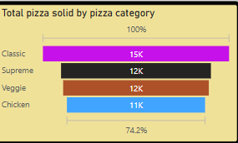 Total pizza solid by pizza category
100%
Classic 15K
Supreme 12K
Veggie 12K
Chicken 11K
74.2%